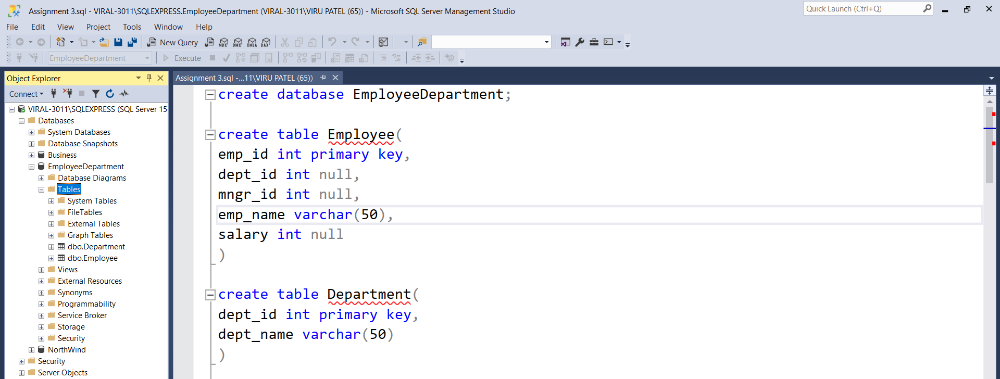 Assignment 3.sql - VIRAL-3011\SQLEXPRESS.EmployeeDepartment (VIRAL-3011\VIRU PATEL (65)) - Microsoft SQL Server Management Studio
Quick Launch (Ctrl+Q)
File Edit View Project Tools Window Help
New Query MDX DMX XMLA DAX
EmployeeDepartment Execute
Object Explorer
Assignment 3.sql -...11\VIRU PATEL (65))
Connect
VIRAL-3011\SQLEXPRESS (SQL Server 15
Databases
System Databases
Database Snapshots
Business
EmployeeDepartment
Database Diagrams
Tables
System Tables
FileTables
External Tables
Graph Tables
dbo.Department
dbo.Employee
Views
External Resources
Synonyms
Programmability
Service Broker
Storage
Security
NorthWind
Security
Server Objects
create database EmployeeDepartment;
create table Employee(
emp_id int primary key,
dept_id int null,
mngr_id int null,
emp_name varchar(50),
salary int null
)
create table Department(
dept_id int primary key,
dept_name varchar(50)
)